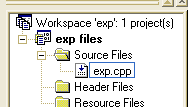 Workspace 'exp': 1 project(s)
exp files
Source Files
exp.cpp
Header Files
Resource Files